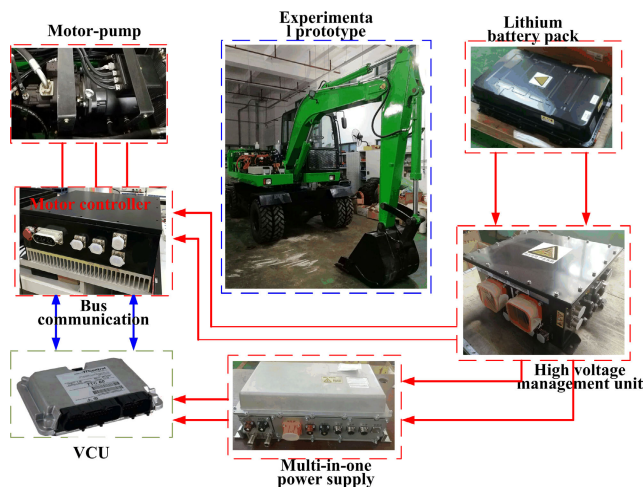 Motor-pump
Experimenta
l prototype
Lithium
battery pack
Motor controller
Bus
communication
High voltage
management unit
VCU
Multi-in-one
power supply